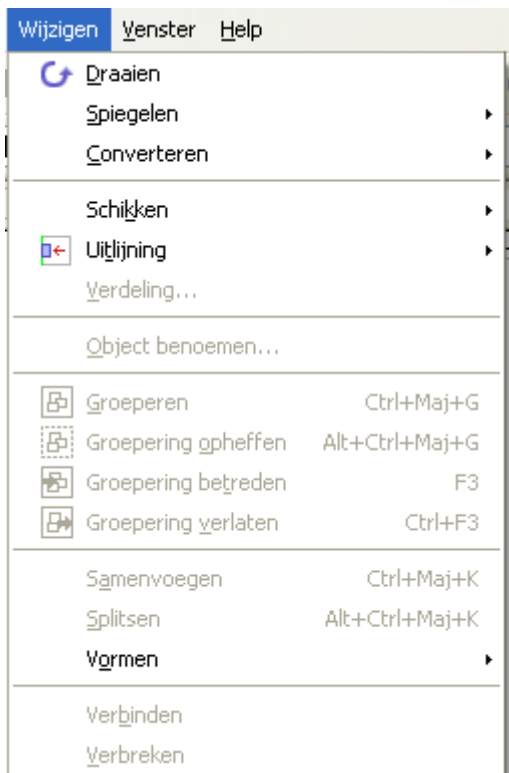 Wijzigen Venster Help
Draaien
Spiegelen
Converteren
Schikken
Uitlijning
Verdeling...
Object benoemen...
Groeperen Ctrl+Maj+G
Groepering opheffen Alt+Ctrl+Maj+G
Groepering betreden F3
Groepering verlaten Ctrl+F3
Samenvoegen Ctrl+Maj+K
Splitsen Alt+Ctrl+Maj+K
Vormen
Verbinden
Verbreken